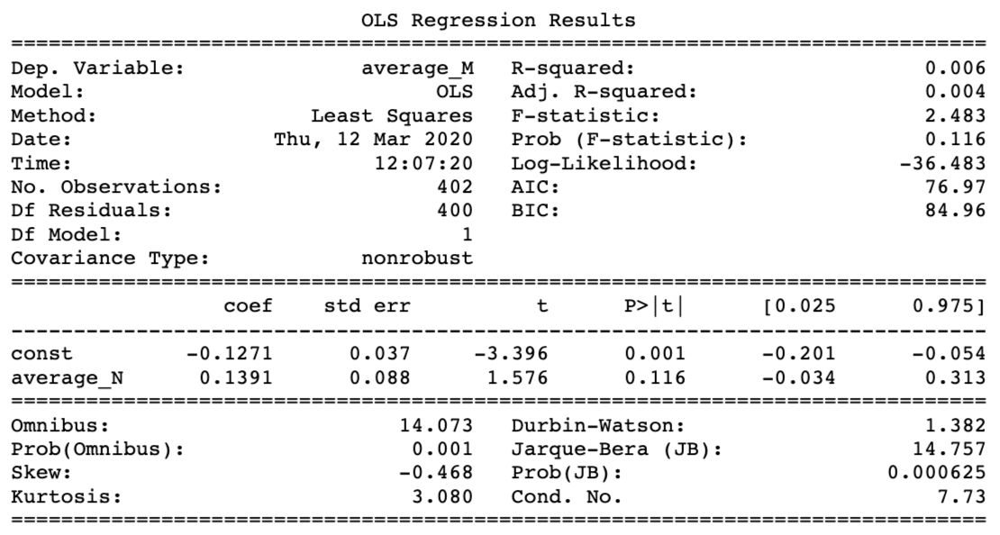 OLS Regression Results
==============================================================================
Dep. Variable: average_M R-squared: 0.006
Model: OLS Adj. R-squared: 0.004
Method: Least Squares F-statistic: 2.483
Date: Thu, 12 Mar 2020 Prob (F-statistic): 0.116
Time: 12:07:20 Log-Likelihood: -36.483
No. Observations: 402 AIC: 76.97
Df Residuals: 400 BIC: 84.96
Df Model: 1
Covariance Type: nonrobust
==============================================================================
coef std err t P>|t| [0.025 0.975]
------------------------------------------------------------------------------
const -0.1271 0.037 -3.396 0.001 -0.201 -0.054
average_N 0.1391 0.088 1.576 0.116 -0.034 0.313
==============================================================================
Omnibus: 14.073 Durbin-Watson: 1.382
Prob(Omnibus): 0.001 Jarque-Bera (JB): 14.757
Skew: -0.468 Prob(JB): 0.000625
Kurtosis: 3.080 Cond. No. 7.73
==============================================================================